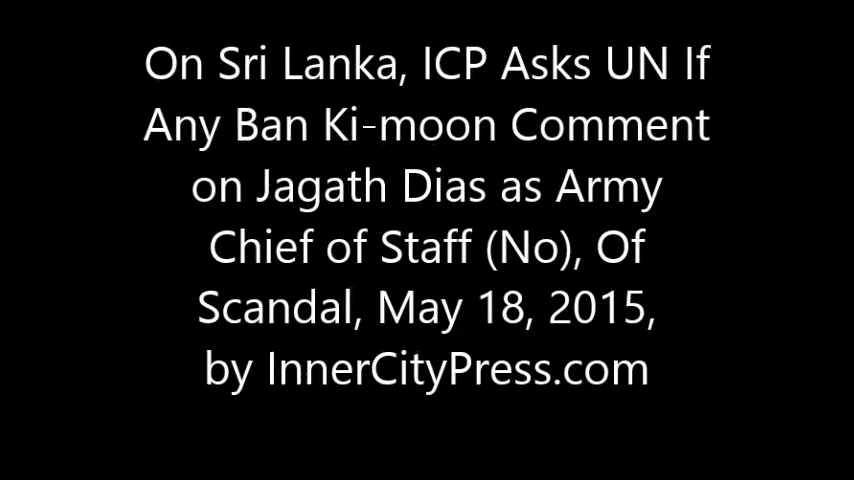 On Sri Lanka, ICP Asks UN If
Any Ban Ki-moon Comment
on Jagath Dias as Army
Chief of Staff (No), Of
Scandal, May 18, 2015,
by InnerCityPress.com